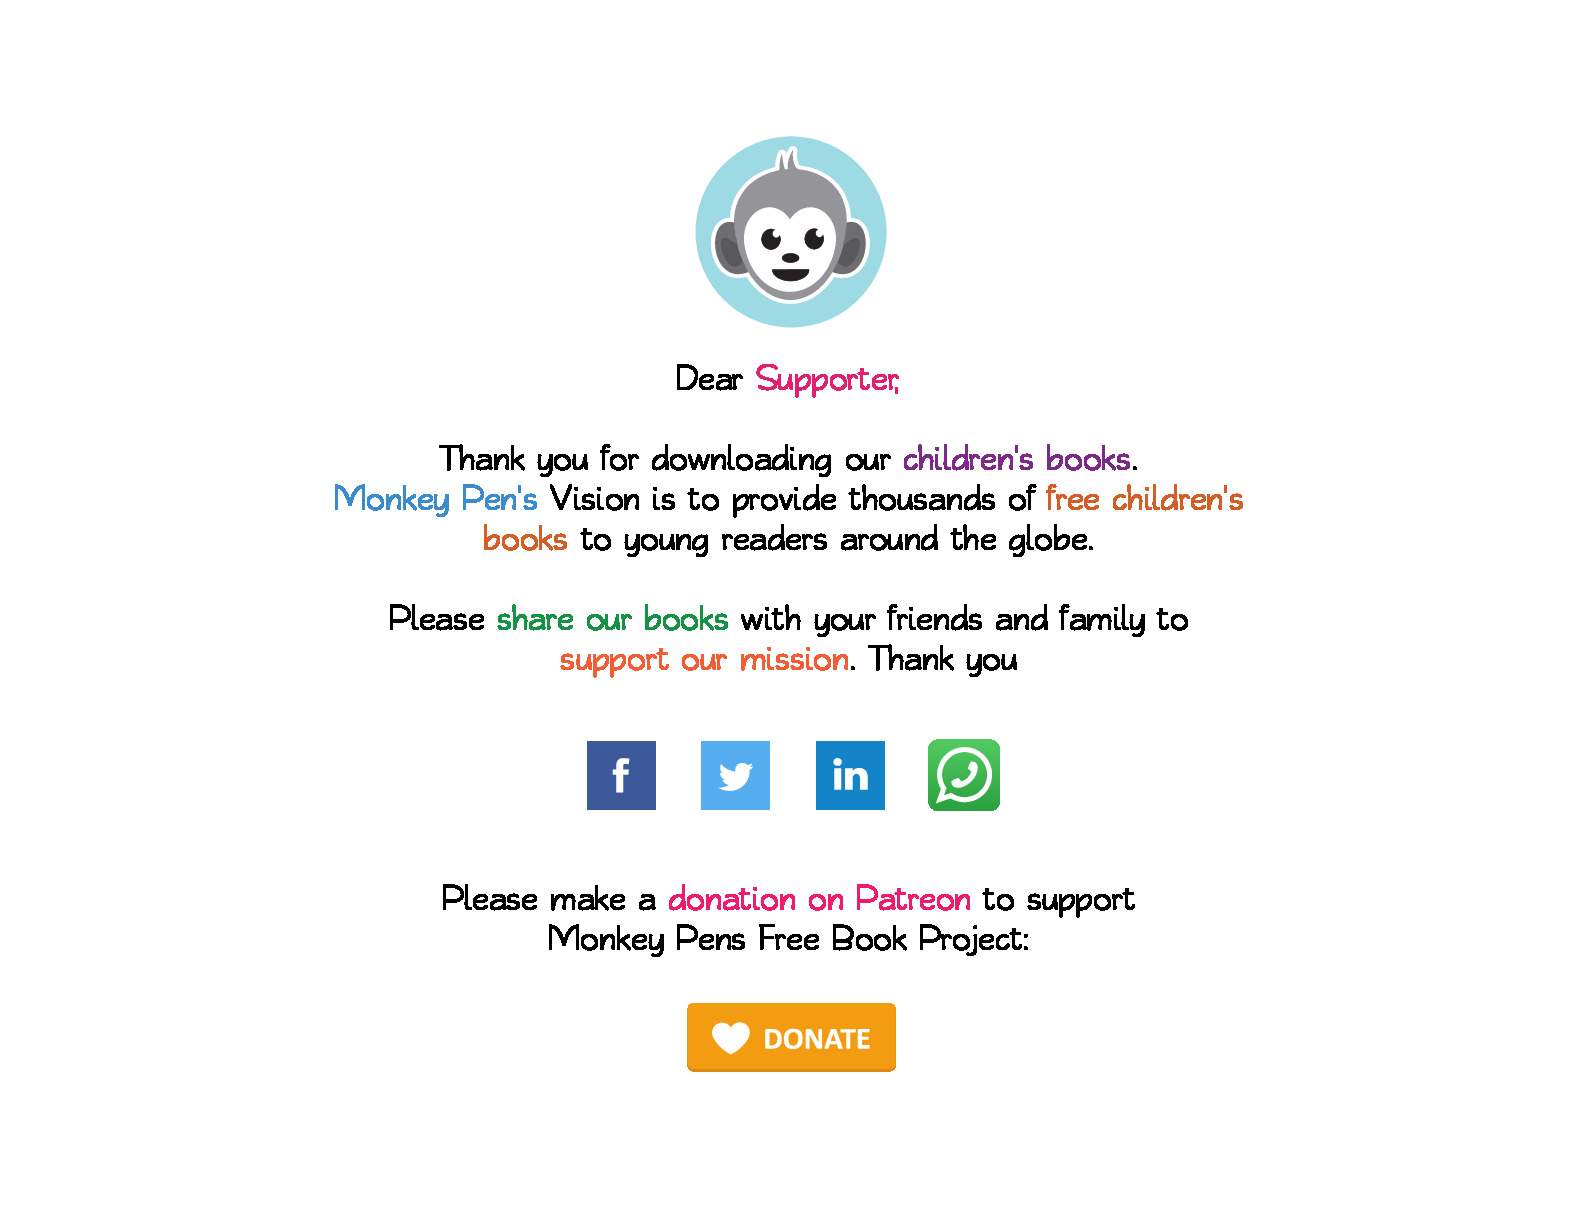 Dear Supporter,
Thank you for downloading our children's books.
Monkey Pen's Vision is to provide thousands of free children's
books to young readers around the globe.
Please share our books with your friends and family to
support our mission. Thank you
f
in
Please make a donation on Patreon to support
Monkey Pens Free Book Project:
DONATE